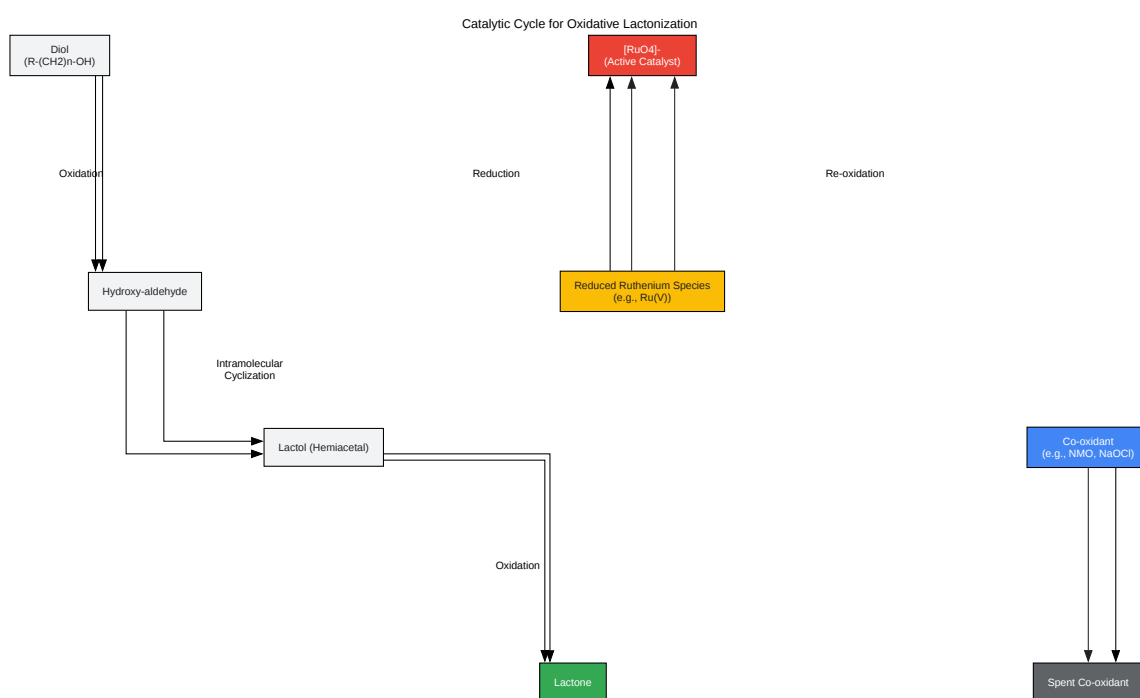 Catalytic Cycle for Oxidative Lactonization
Diol
(R-(CH2)n-OH)
[RuO4]-
(Active Catalyst)
Oxidation
Reduction
Re-oxidation
Hydroxy-aldehyde
Reduced Ruthenium Species
(e.g., Ru(V))
Intramolecular
Cyclization
Lactol (Hemiacetal)
Co-oxidant
(e.g., NMO, NaOCl)
Oxidation
Lactone
Spent Co-oxidant